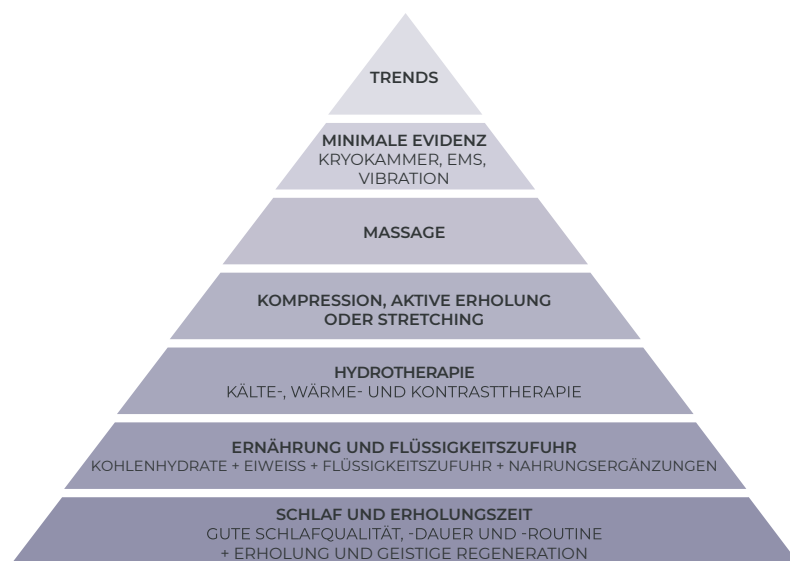 TRENDS
MINIMALE EVIDENZ
KRYOKAMMER, EMS,
VIBRATION
MASSAGE
KOMPRESSION, AKTIVE ERHOLUNG
ODER STRETCHING
HYDROTHERAPIE
KÄLTE-, WÄRME- UND KONTRASTTHERAPIE
ERNÄHRUNG UND FLÜSSIGKEITSZUFUHR
KOHLENHYDRATE + EIWEISS + FLÜSSIGKEITSZUFUHR + NAHRUNGSERGÄNZUNGEN
SCHLAF UND ERHOLUNGSZEIT
GUTE SCHLAFQUALITÄT, -DAUER UND -ROUTINE
+ ERHOLUNG UND GEISTIGE REGENERATION